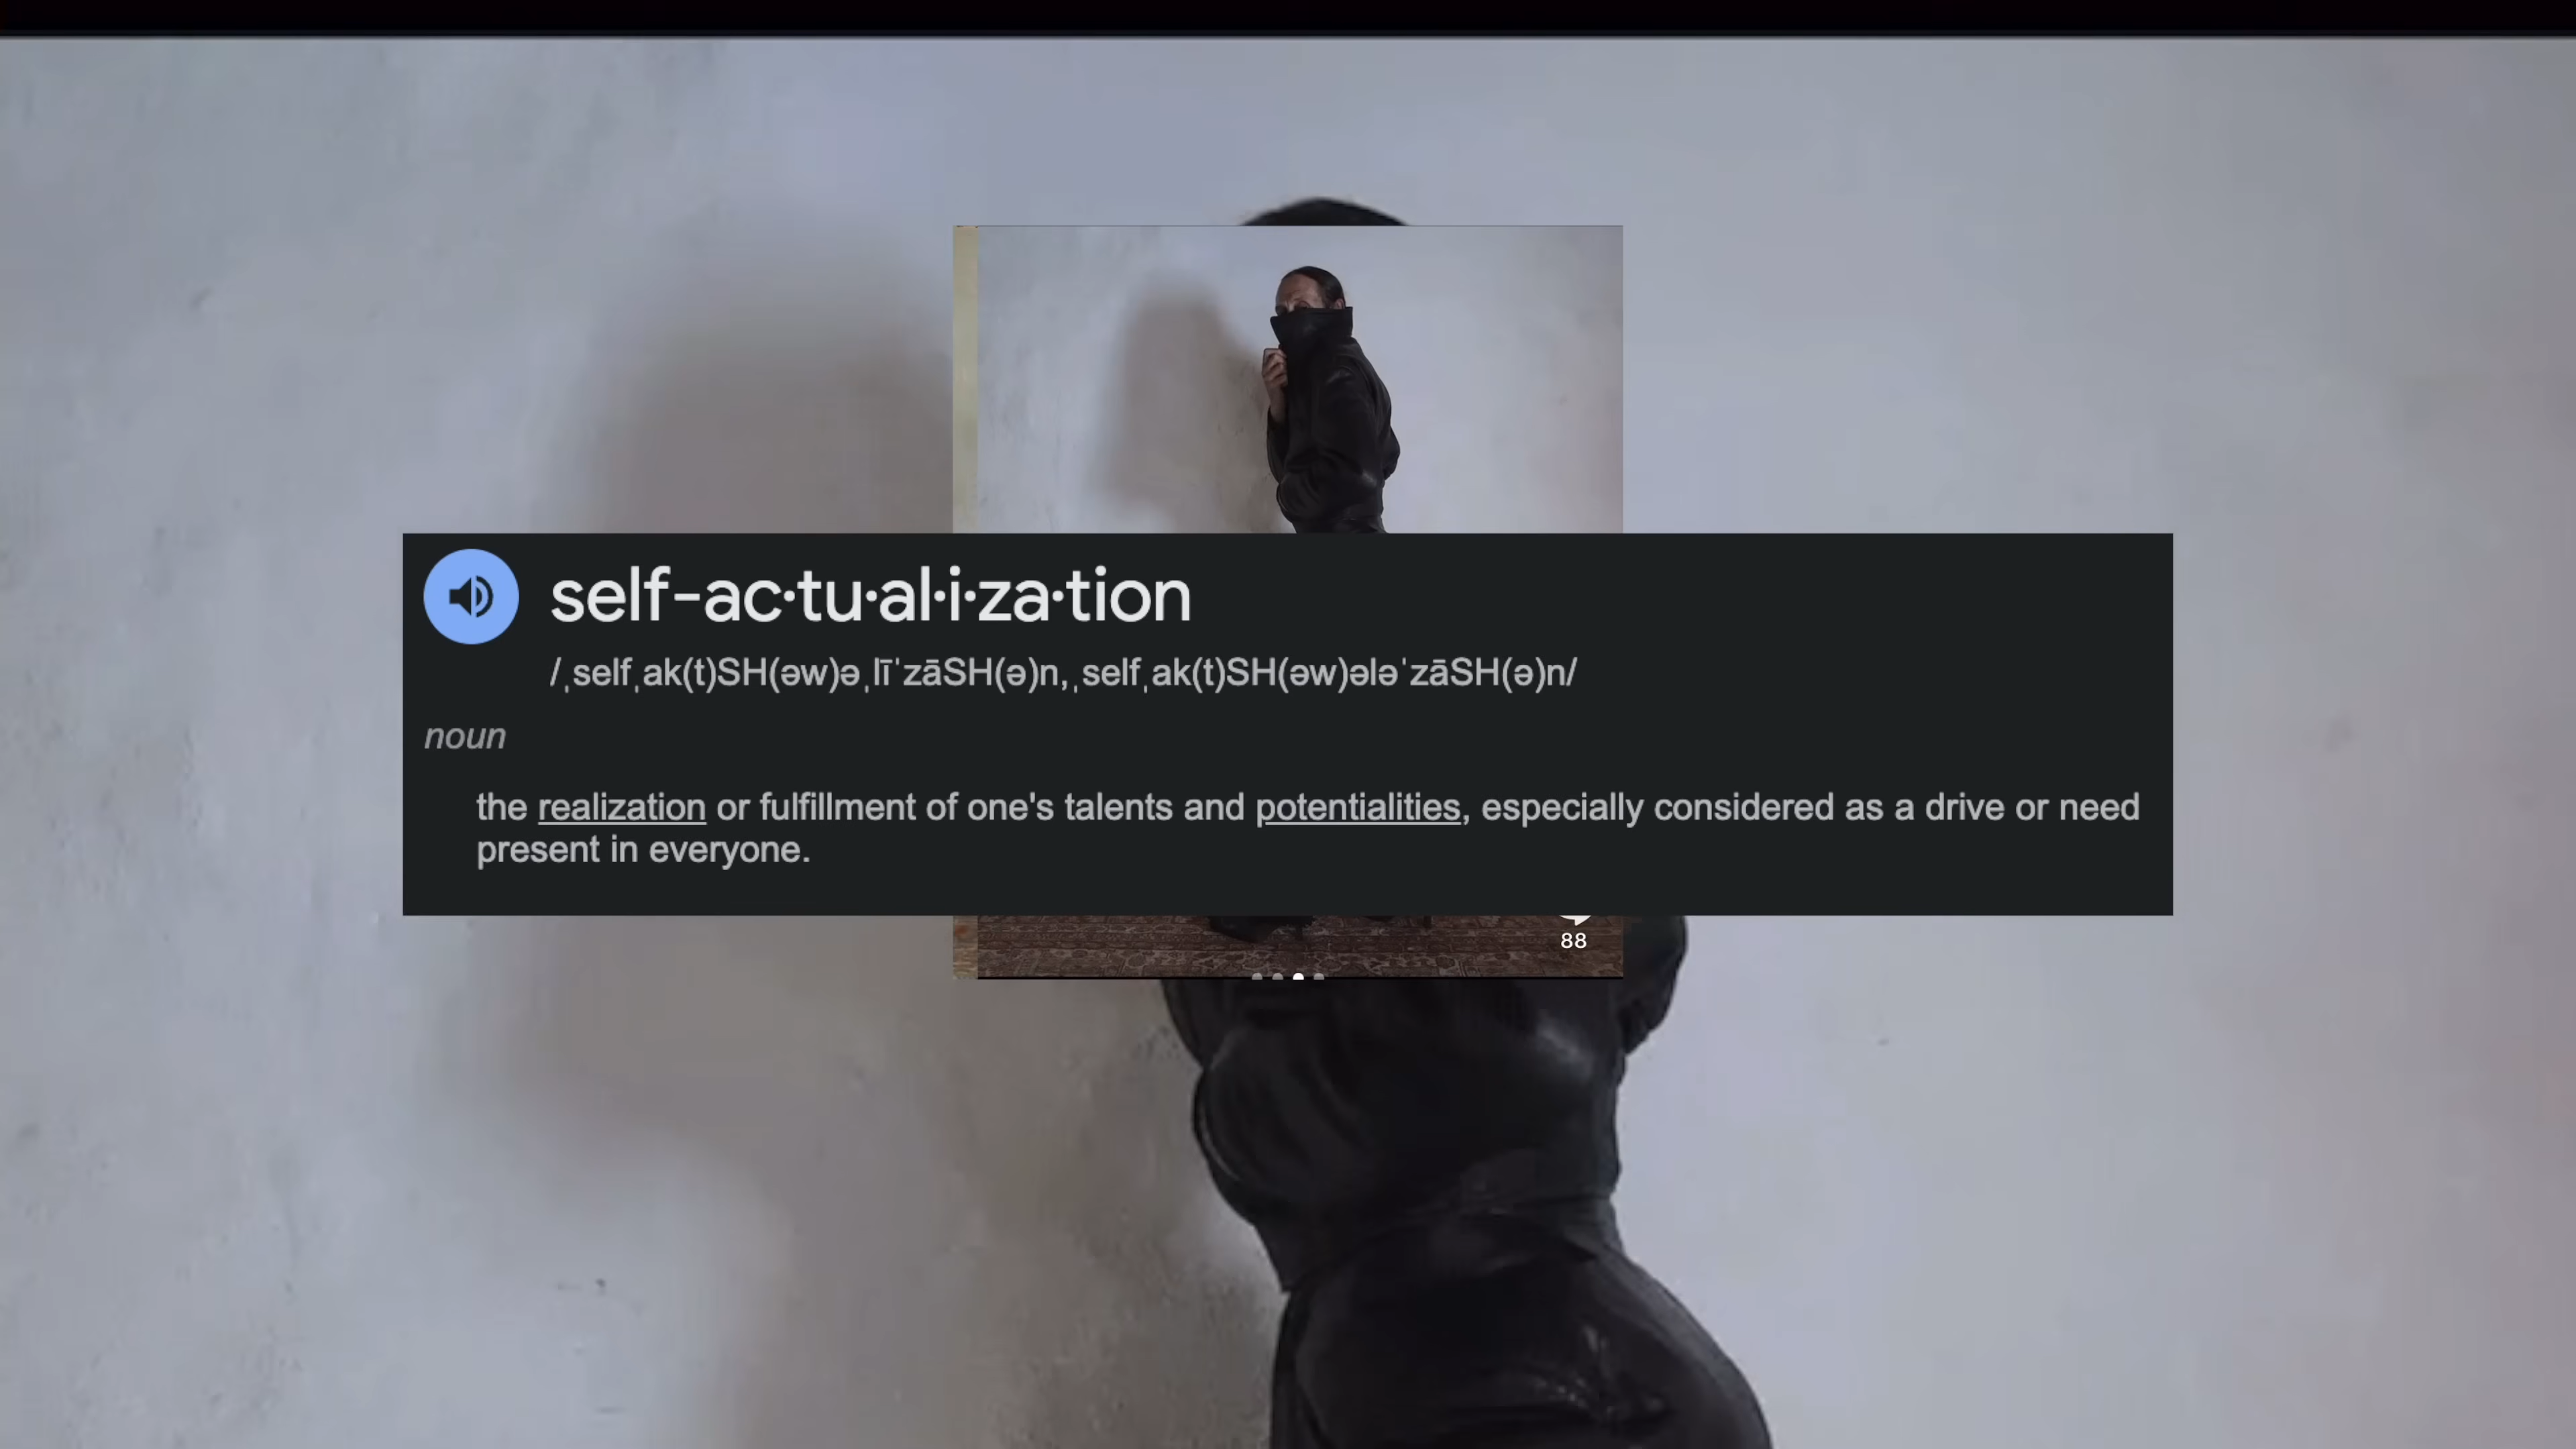 self-ac·tu·al·i·za·tion
/ˌselfˌak(t)SH(əw)əˌlīˈzāSH(ə)n,ˌselfˌak(t)SH(əw)ələˈzāSH(ə)n/
noun
the realization or fulfillment of one's talents and potentialities, especially considered as a drive or need
present in everyone.
88